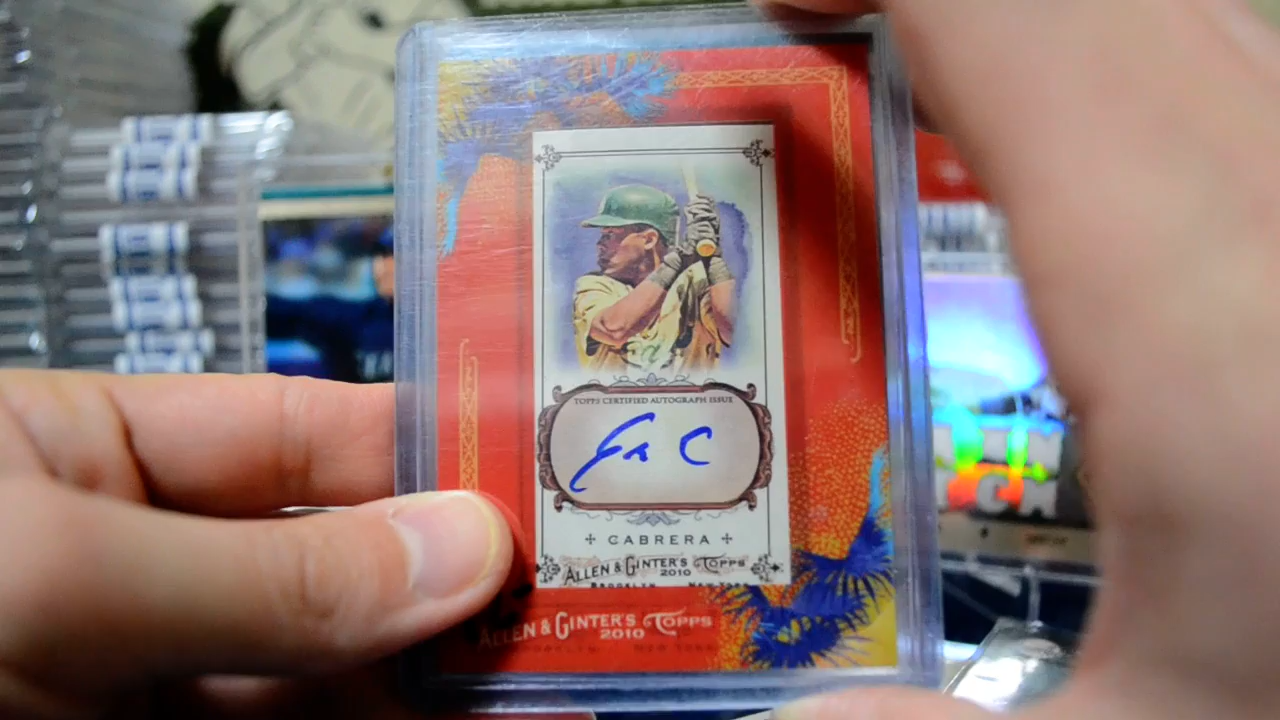 TOPPS CERTIFIED AUTOGRAPH ISSUE
CABRERA
ALLEN & GINTER'S TOPPS
2010
BROOKLYN NEW YORK
ALLEN & GINTER'S TOPPS
2010
BROOKLYN NEW YORK